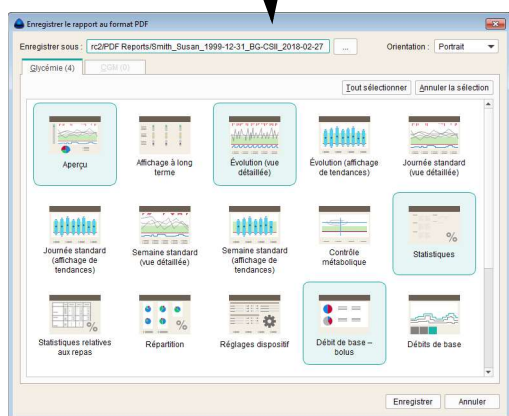 Enregistrer le rapport au format PDF
Enregistrer sous : rc2/PDF Reports/Smith_Susan_1999-12-31_BG-CSII_2018-02-27 ... Orientation : Portrait
Glycémie (4) CGM (0)
Tout sélectionner Annuler la sélection
Aperçu
Affichage à long
terme
Évolution (vue
détaillée)
Évolution (affichage
de tendances)
Journée standard
(vue détaillée)
Journée standard
(affichage de
tendances)
Semaine standard
(vue détaillée)
Semaine standard
(affichage de
tendances)
Contrôle
métabolique
Statistiques
Statistiques relatives
aux repas
Répartition
Réglages dispositif
Débit de base –
bolus
Débits de base
Enregistrer Annuler